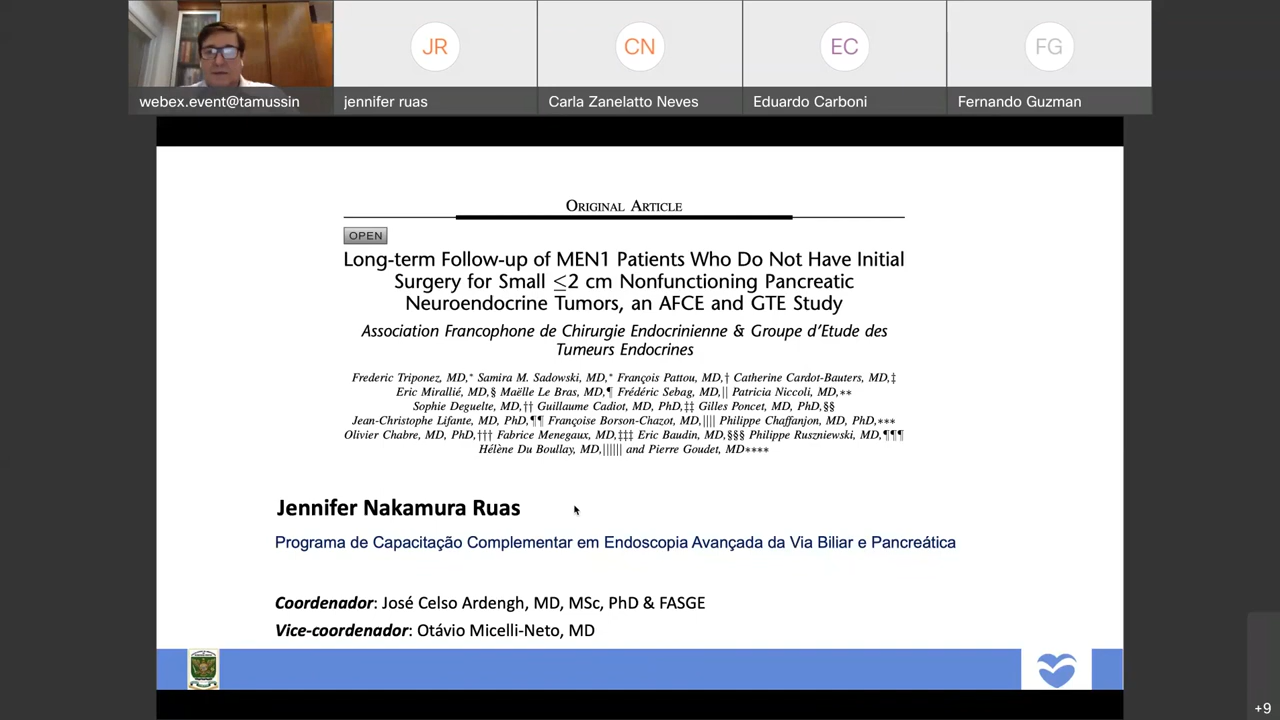 JR
CN
EC
FG
webex.event@tamussin
jennifer ruas
Carla Zanelatto Neves
Eduardo Carboni
Fernando Guzman
ORIGINAL ARTICLE
OPEN
Long-term Follow-up of MEN1 Patients Who Do Not Have Initial
Surgery for Small ≤2 cm Nonfunctioning Pancreatic
Neuroendocrine Tumors, an AFCE and GTE Study
Association Francophone de Chirurgie Endocrinienne & Groupe d'Etude des
Tumeurs Endocrines
Frederic Triponez, MD,* Samira M. Sadowski, MD,* François Pattou, MD,† Catherine Cardot-Bauters, MD,‡
Eric Mirallié, MD,§ Maëlle Le Bras, MD,¶ Frédéric Sebag, MD,|| Patricia Niccoli, MD,**
Sophie Deguelte, MD,†† Guillaume Cadiot, MD, PhD,‡‡ Gilles Poncet, MD, PhD,§§
Jean-Christophe Lifante, MD, PhD,¶¶ Françoise Borson-Chazot, MD,|||| Philippe Chaffanjon, MD, PhD,***
Olivier Chabre, MD, PhD,††† Fabrice Menegaux, MD,‡‡‡ Eric Baudin, MD,§§§ Philippe Ruszniewski, MD,¶¶¶
Hélène Du Boullay, MD,|||||| and Pierre Goudet, MD****
Jennifer Nakamura Ruas
Programa de Capacitação Complementar em Endoscopia Avançada da Via Biliar e Pancreática
Coordenador: José Celso Ardengh, MD, MSc, PhD & FASGE
Vice-coordenador: Otávio Micelli-Neto, MD
+9